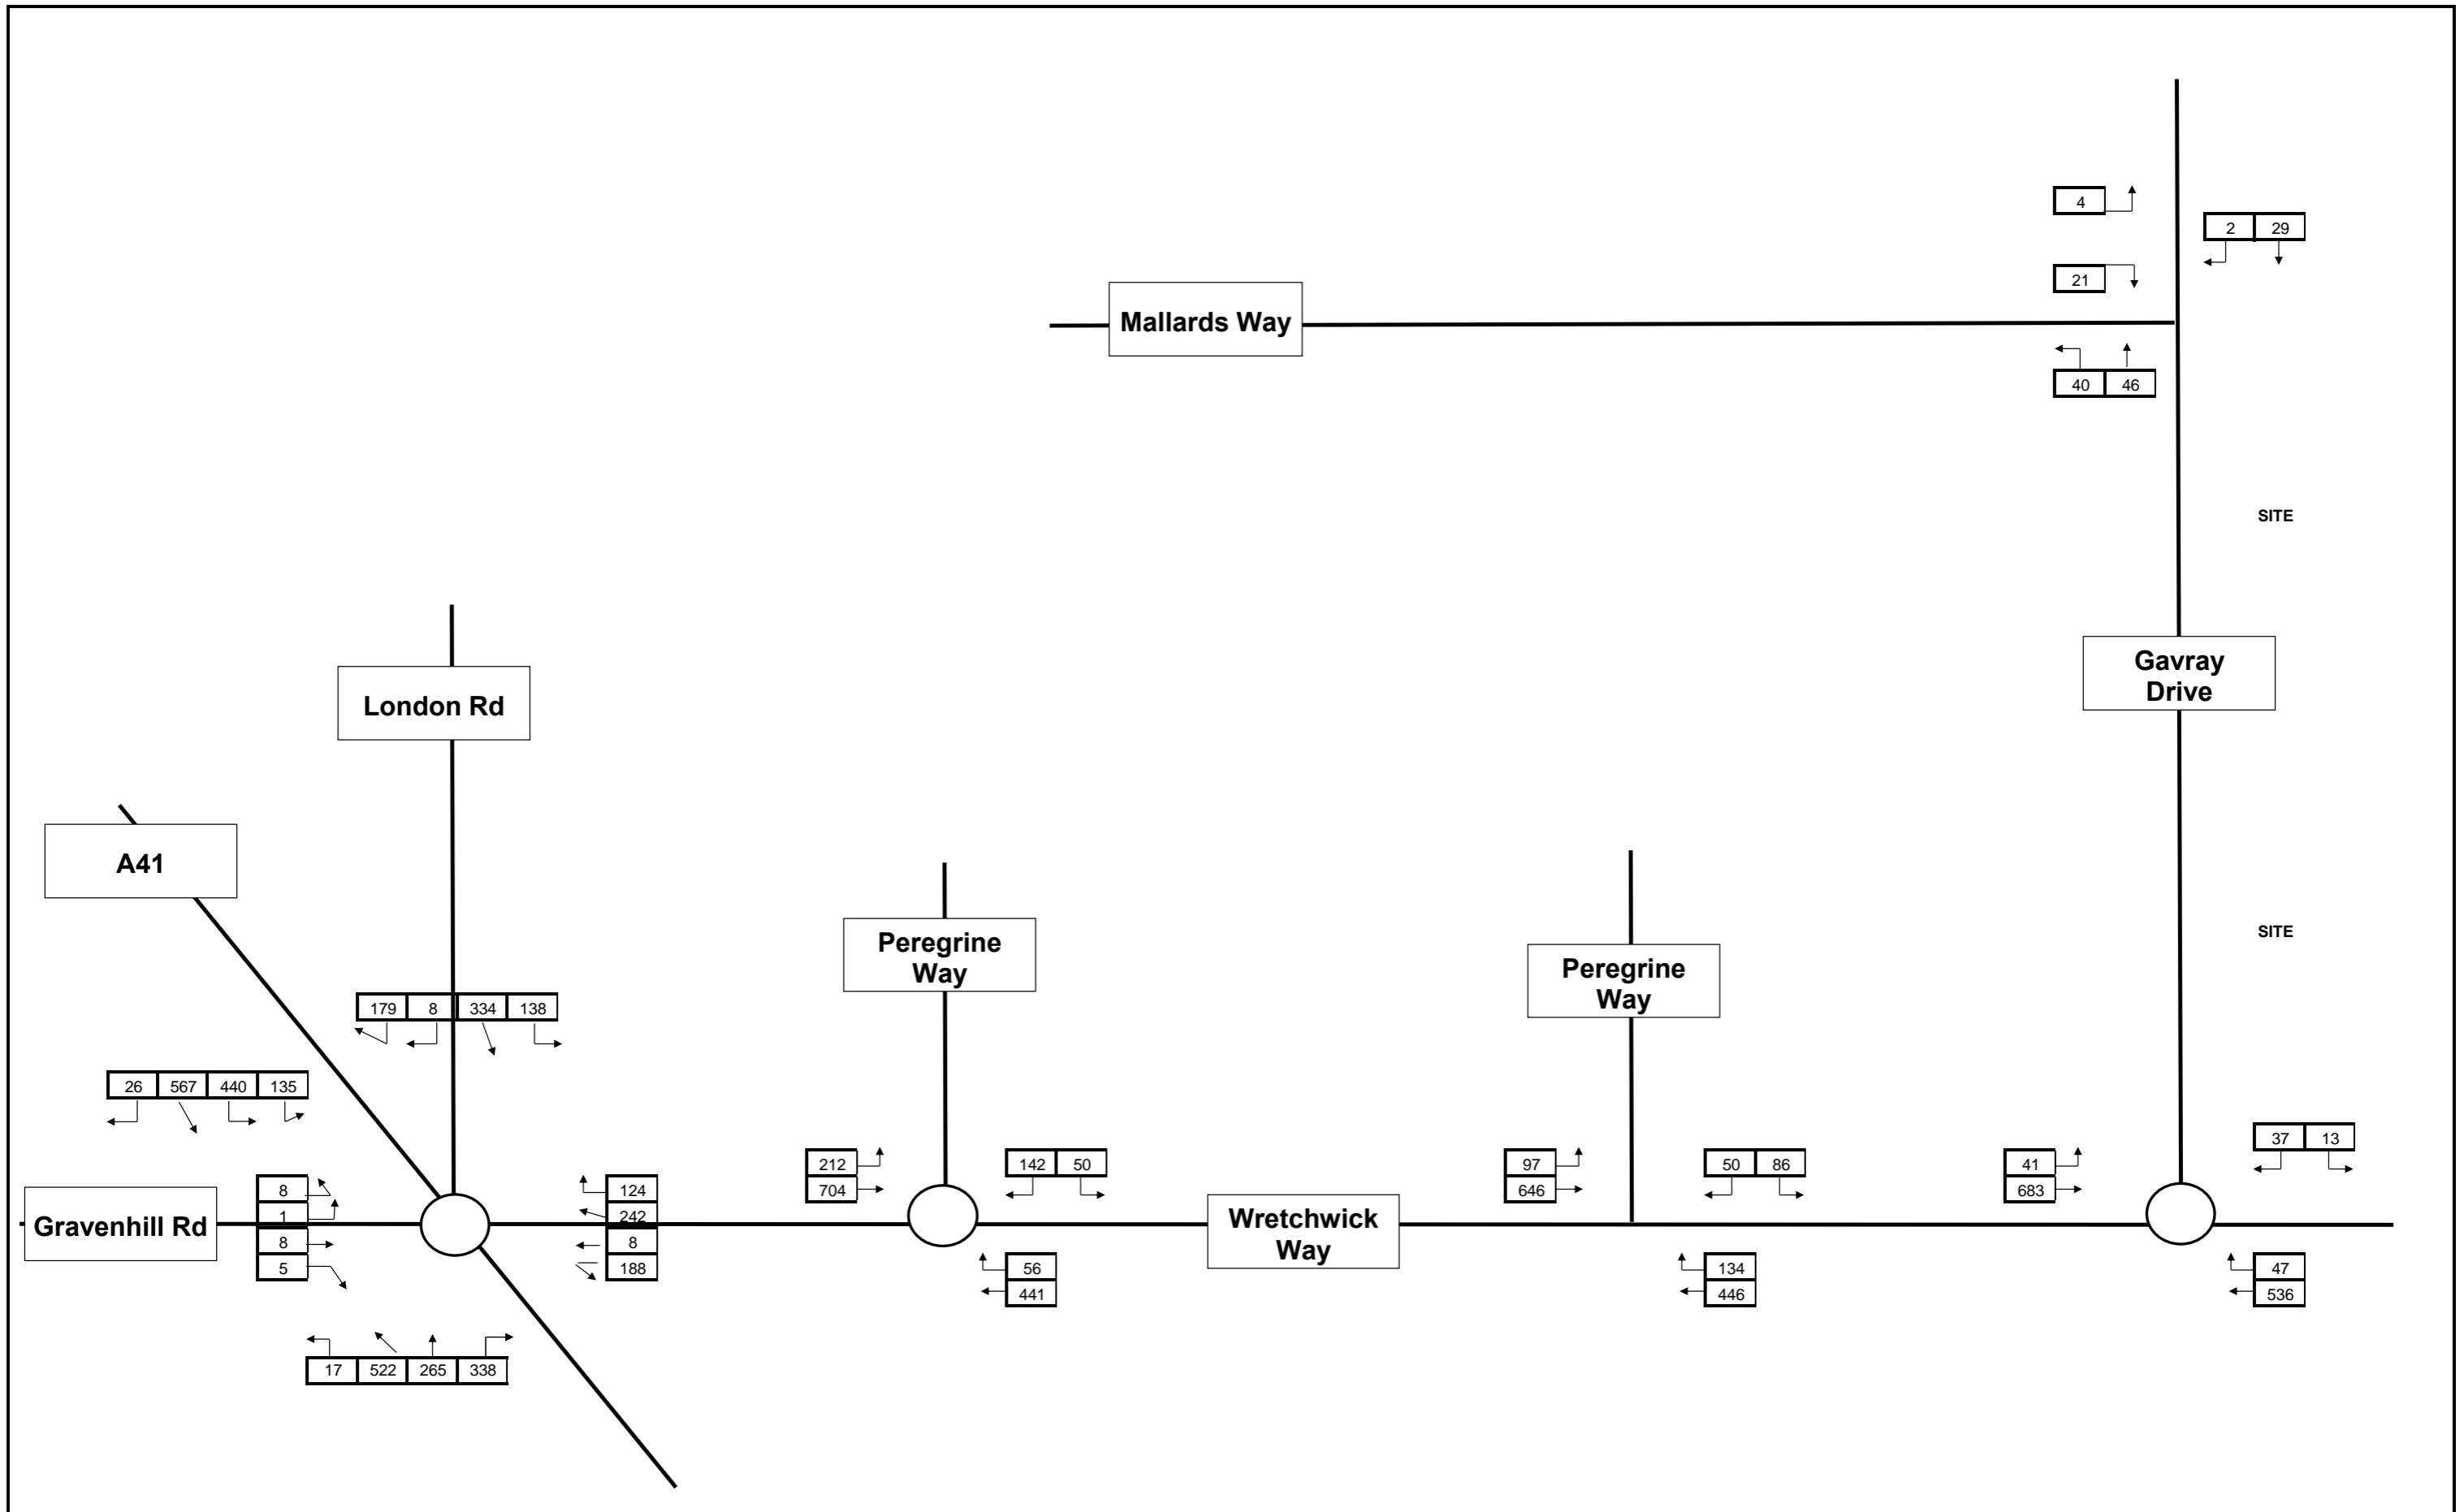 4
2 29
21
Mallards Way
40 46
SITE
Gavray
Drive
London Rd
A41
Peregrine
Way
Peregrine
Way
SITE
179 8 334 138
26 567 440 135
37 13
212
704
142 50
97
646
50 86
41
683
8
1
8
5
124
242
8
188
Gravenhill Rd
Wretchwick
Way
56
441
134
446
47
536
17 522 265 338